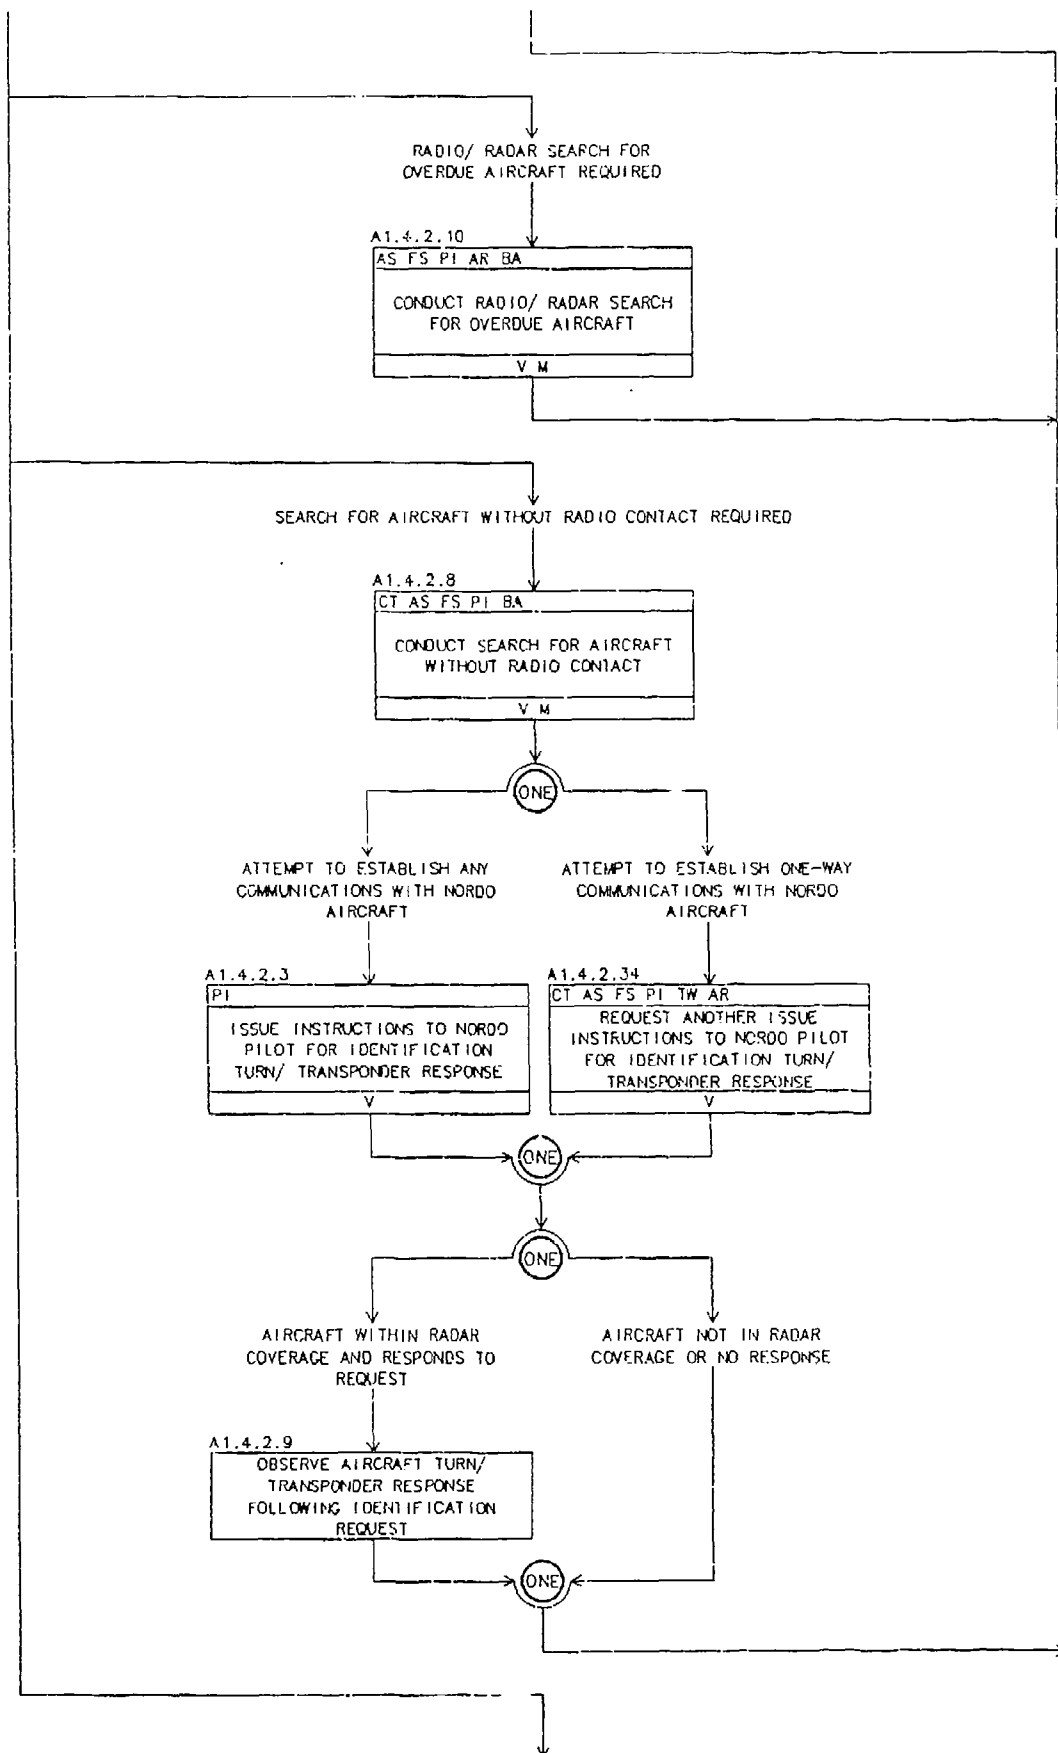 RADIO/ RADAR SEARCH FOR
OVERDUE AIRCRAFT REQUIRED
A1.4.2.10
AS FS PI AR BA
CONDUCT RADIO/ RADAR SEARCH
FOR OVERDUE AIRCRAFT
V M
SEARCH FOR AIRCRAFT WITHOUT RADIO CONTACT REQUIRED
A1.4.2.8
CT AS FS PI BA
CONDUCT SEARCH FOR AIRCRAFT
WITHOUT RADIO CONTACT
V M
ONE
ATTEMPT TO ESTABLISH ANY
COMMUNICATIONS WITH NORDO
AIRCRAFT
ATTEMPT TO ESTABLISH ONE-WAY
COMMUNICATIONS WITH NORDO
AIRCRAFT
A1.4.2.3
PI
ISSUE INSTRUCTIONS TO NORDO
PILOT FOR IDENTIFICATION
TURN/ TRANSPONDER RESPONSE
V
A1.4.2.34
CT AS FS PI TW AR
REQUEST ANOTHER ISSUE
INSTRUCTIONS TO NORDO PILOT
FOR IDENTIFICATION TURN/
TRANSPONDER RESPONSE
V
ONE
ONE
AIRCRAFT WITHIN RADAR
COVERAGE AND RESPONDS TO
REQUEST
AIRCRAFT NOT IN RADAR
COVERAGE OR NO RESPONSE
A1.4.2.9
OBSERVE AIRCRAFT TURN/
TRANSPONDER RESPONSE
FOLLOWING IDENTIFICATION
REQUEST
ONE